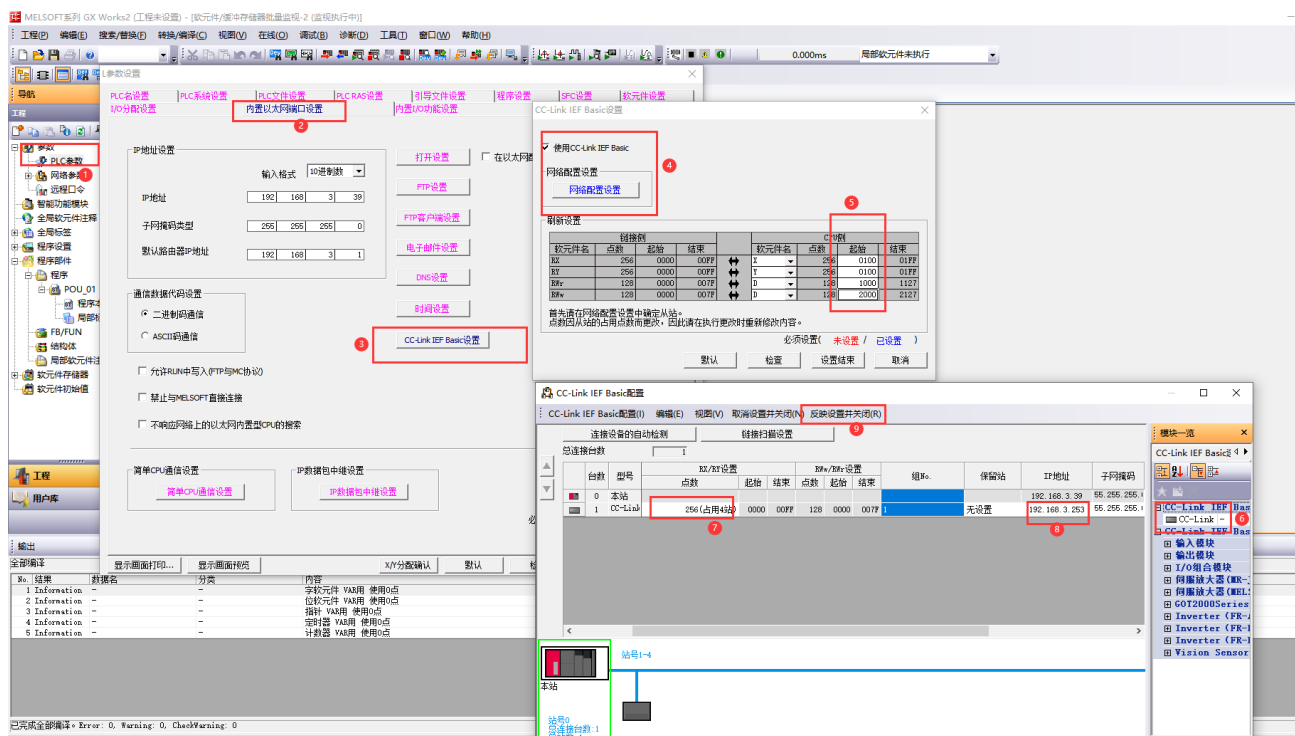 MELSOFT系列 GX Works2 (工程未设置) - [软元件/缓冲存储器批量监视-2 (监视执行中)]
工程(P) 编辑(E) 搜索/替换(F) 转换/编译(C) 视图(V) 在线(O) 调试(B) 诊断(D) 工具(T) 窗口(W) 帮助(H)
0.000ms 局部软元件未执行
导航
工程
参数
PLC参数
网络参数
远程口令
智能功能模块
全局软元件注释
全局标签
程序设置
程序部件
程序
POU_01
程序本
局部标
FB/FUN
结构体
局部软元件注
软元件存储器
软元件初始值
工程
用户库
1
L参数设置
PLC名设置 PLC系统设置 PLC文件设置 PLC RAS设置 引导文件设置 程序设置 SFC设置 软元件设置
I/O分配设置 内置以太网端口设置 内置I/O功能设置
2
IP地址设置
输入格式 10进制数
IP地址 192 168 3 39
子网掩码类型 255 255 255 0
默认路由器IP地址 192 168 3 1
通信数据代码设置
二进制码通信
ASCII码通信
允许RUN中写入(FTP与MC协议)
禁止与MELSOFT直接连接
不响应网络上的以太网内置型CPU的搜索
打开设置
在以太网
FTP设置
FTP客户端设置
电子邮件设置
DNS设置
时间设置
3 CC-Link IEF Basic设置
简单CPU通信设置
简单CPU通信设置
IP数据包中继设置
IP数据包中继设置
必
显示画面打印... 显示画面预览 X/Y分配确认 默认 检
CC-Link IEF Basic设置
使用CC-Link IEF Basic
4
网络配置设置
网络配置设置
5
刷新设置
链接侧 CPU侧
软元件名 点数 起始 结束 软元件名 点数 起始 结束
RX 256 0000 00FF X 256 0100 01FF
RY 256 0000 00FF Y 256 0100 01FF
RWr 128 0000 007F D 128 1000 1127
RWw 128 0000 007F D 128 2000 2127
首先请在网络配置设置中确定从站。
点数因从站的占用点数而更改，因此请在执行更改时重新修改内容。
必须设置( 未设置 / 已设置 )
默认 检查 设置结束 取消
CC-Link IEF Basic配置
CC-Link IEF Basic配置(I) 编辑(E) 视图(V) 取消设置并关闭(N) 反映设置并关闭(R)
9
连接设备的自动检测 链接扫描设置
总连接台数 1
台数 型号 RX/RY设置 RWw/RWr设置 组No. 保留站 IP地址 子网掩码
点数 起始 结束 点数 起始 结束
0 本站 192.168.3.39 55.255.255.
1 CC-Link 256(占用4站) 0000 00FF 128 0000 007F 1 无设置 192.168.3.253 55.255.255.
7
8
站号1-4
本站
站号0
总连接台数:1
模块一览
CC-Link IEF Basic
CC-Link IEF Bas
CC-Link - 6
CC-Link IEF Bas
输入模块
输出模块
I/O组合模块
伺服放大器(MR-J
伺服放大器(MEL
GOT2000Series
Inverter (FR-A
Inverter (FR-
Inverter (FR-
Vision Sensor
输出
全部编译
No. 结果 数据名 分类 内容
1 Information - - 字软元件 VAR用 使用0点
2 Information - - 位软元件 VAR用 使用0点
3 Information - - 指针 VAR用 使用0点
4 Information - - 定时器 VAR用 使用0点
5 Information - - 计数器 VAR用 使用0点
已完成全部编译。Error: 0, Warning: 0, CheckWarning: 0